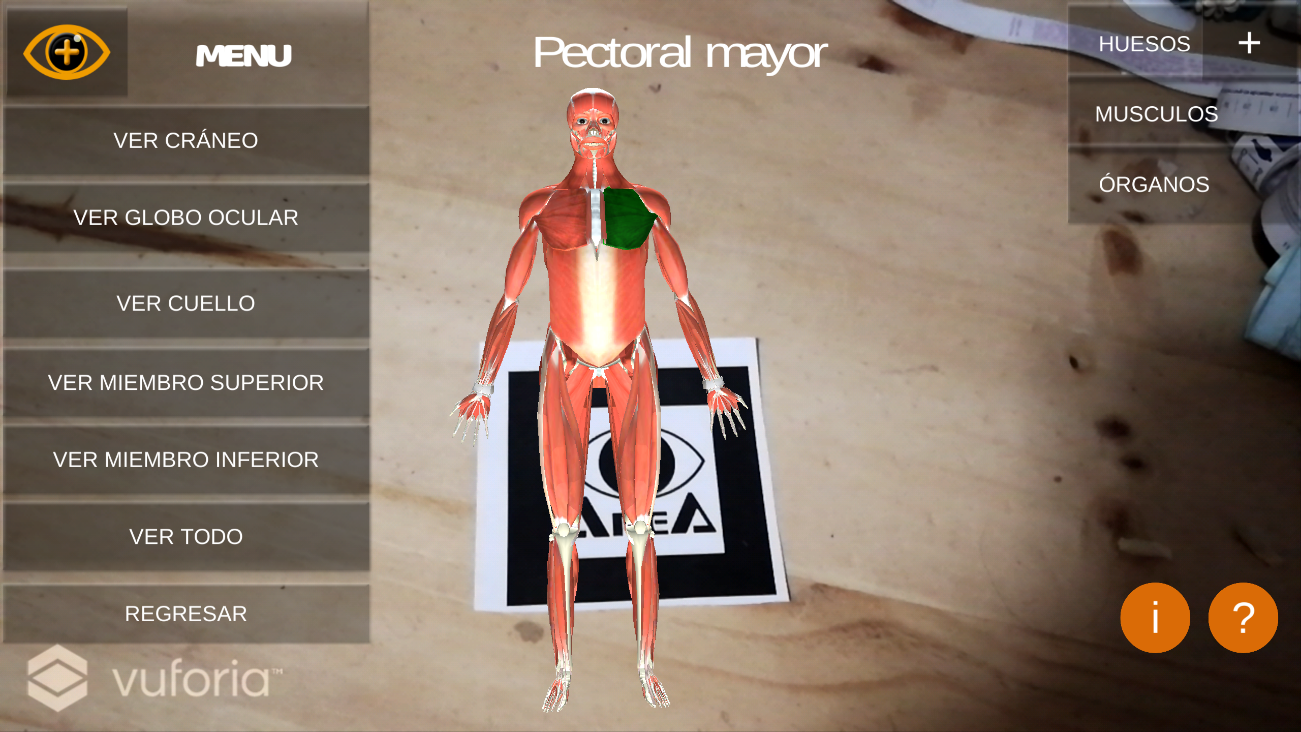 MENU
Pectoral mayor
HUESOS +
MUSCULOS
ÓRGANOS
VER CRÁNEO
VER GLOBO OCULAR
VER CUELLO
VER MIEMBRO SUPERIOR
VER MIEMBRO INFERIOR
VER TODO
REGRESAR
i ?
vuforia™